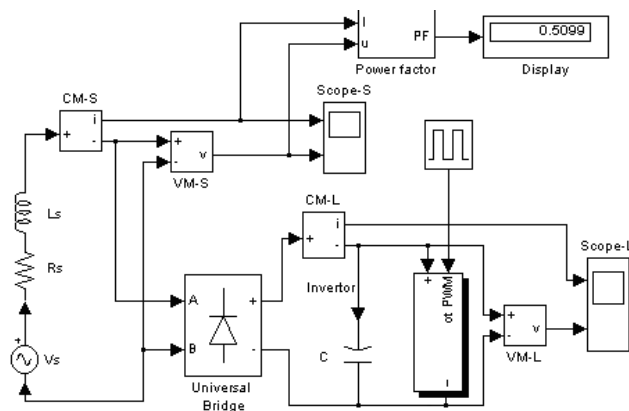 I
u
PF
0.5099
Power factor
Display
CM-S
+
i
-
Scope-S
+
-
v
VM-S
Ls
Rs
+
Vs
CM-L
+
i
-
Scope-L
Invertor
A
B
+
-
Universal
Bridge
C
+
ot PWM
+
-
v
VM-L